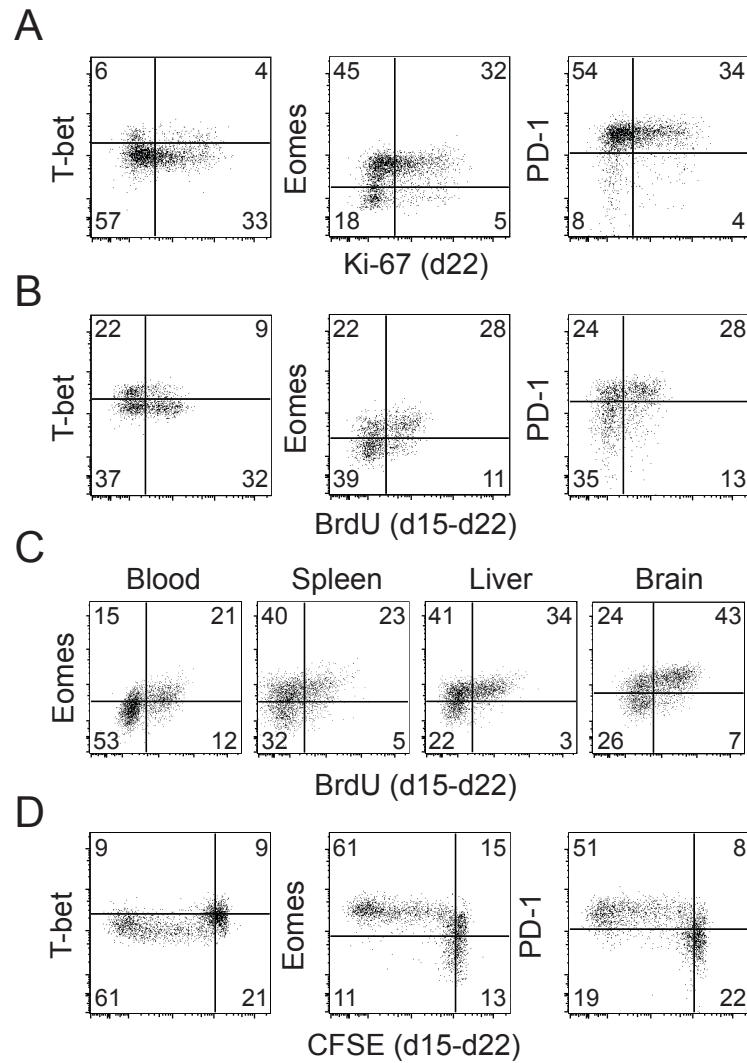 A
6 4 45 32 54 34
T-bet Eomes PD-1
57 33 18 5 8 4
Ki-67 (d22)
B
22 9 22 28 24 28
T-bet Eomes PD-1
37 32 39 11 35 13
BrdU (d15-d22)
C
Blood Spleen Liver Brain
15 21 40 23 41 34 24 43
Eomes
53 12 32 5 22 3 26 7
BrdU (d15-d22)
D
9 9 61 15 51 8
T-bet Eomes PD-1
61 21 11 13 19 22
CFSE (d15-d22)